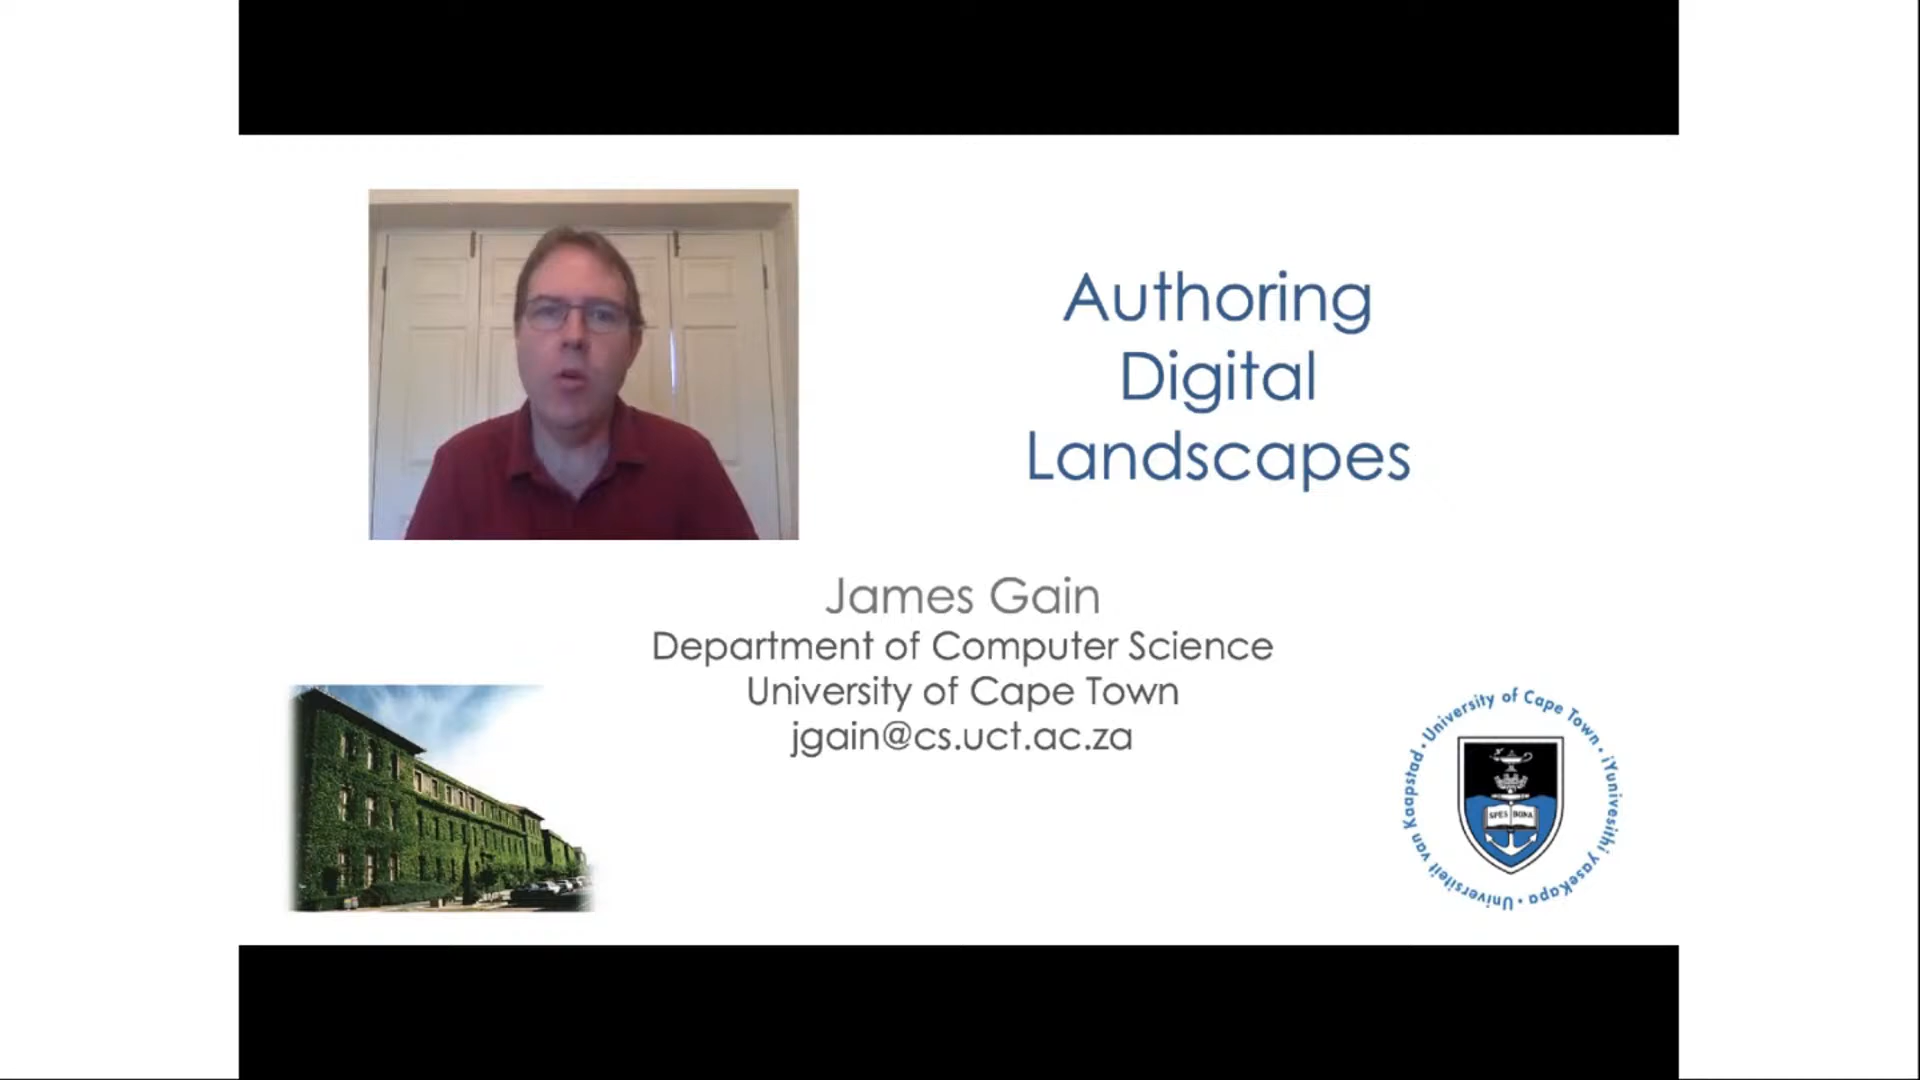 Authoring
Digital
Landscapes
James Gain
Department of Computer Science
University of Cape Town
jgain@cs.uct.ac.za
University of Cape Town • iYunivesithi yaseKapa • Universiteit van Kaapstad •
SPES BONA